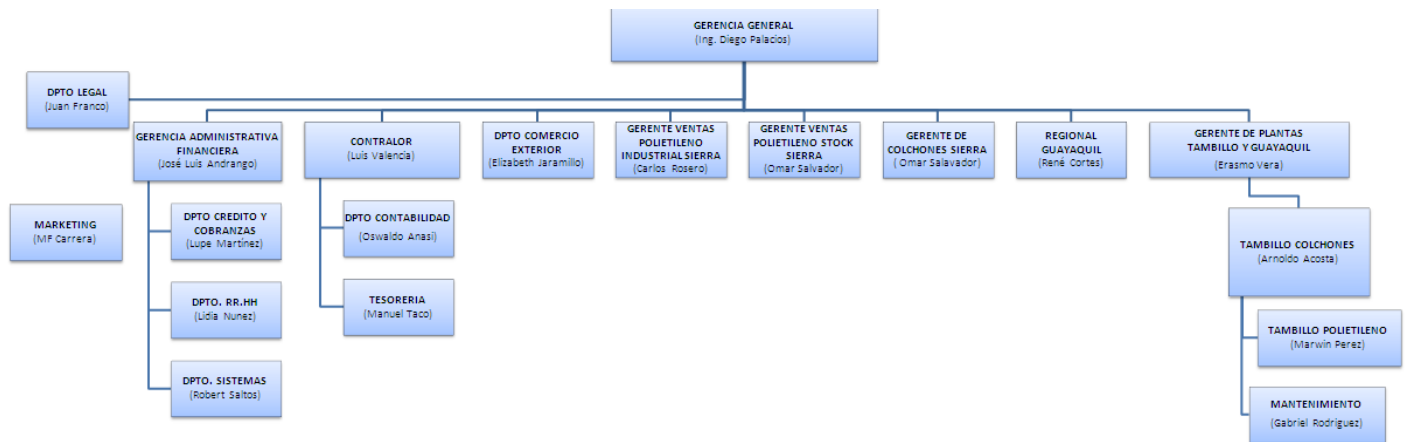 GERENCIA GENERAL
(Ing. Diego Palacios)
DPTO LEGAL
(Juan Franco)
GERENCIA ADMINISTRATIVA
FINANCIERA
(José Luis Andrango)
CONTRALOR
(Luis Valencia)
DPTO COMERCIO
EXTERIOR
(Elizabeth Jaramillo)
GERENTE VENTAS
POLIETILENO
INDUSTRIAL SIERRA
(Carlos Rosero)
GERENTE VENTAS
POLIETILENO STOCK
SIERRA
(Omar Salvador)
GERENTE DE
COLCHONES SIERRA
( Omar Salavador)
REGIONAL
GUAYAQUIL
(René Cortes)
GERENTE DE PLANTAS
TAMBILLO Y GUAYAQUIL
(Erasmo Vera)
MARKETING
(MF Carrera)
DPTO CREDITO Y
COBRANZAS
(Lupe Martínez)
DPTO. RR.HH
(Lidia Nunez)
DPTO. SISTEMAS
(Robert Saltos)
DPTO CONTABILIDAD
(Oswaldo Anasi)
TESORERIA
(Manuel Taco)
TAMBILLO COLCHONES
(Arnoldo Acosta)
TAMBILLO POLIETILENO
(Marwin Perez)
MANTENIMIENTO
(Gabriel Rodriguez)